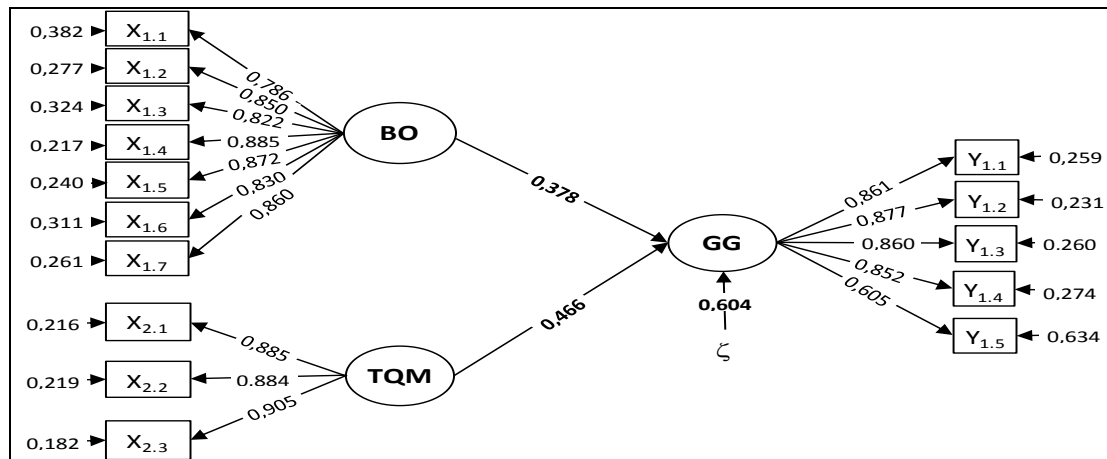 0,382 X1.1
0,277 X1.2
0,324 X1.3
0,217 X1.4
0,240 X1.5
0,311 X1.6
0,261 X1.7
0,786
0,850
0,822
0,885
0,872
0,830
0,860
BO
0,378
0,216 X2.1
0,219 X2.2
0,182 X2.3
0,885
0.884
0,905
TQM
0,466
GG
0,604
ζ
0,861
0,877
0,860
0,852
0,605
Y1.1 0,259
Y1.2 0,231
Y1.3 0.260
Y1.4 0,274
Y1.5 0,634